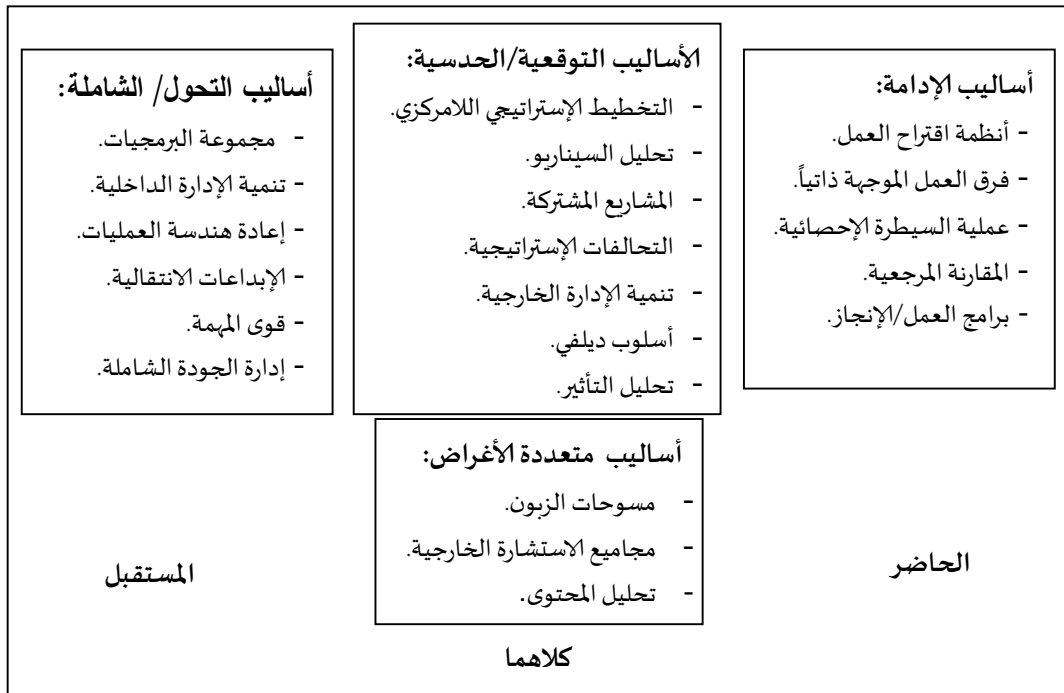 أساليب الإدامة:
- أنظمة اقتراح العمل.
- فرق العمل الموجهة ذاتياً.
- عملية السيطرة الإحصائية.
- المقارنة المرجعية.
- برامج العمل/الإنجاز.
الأساليب التوقعية/الحدسية:
- التخطيط الإستراتيجي اللامركزي.
- تحليل السيناريو.
- المشاريع المشتركة.
- التحالفات الإستراتيجية.
- تنمية الإدارة الخارجية.
- أسلوب ديلفي.
- تحليل التأثير.
أساليب التحول/ الشاملة:
- مجموعة البرمجيات.
- تنمية الإدارة الداخلية.
- إعادة هندسة العمليات.
- الإبداعات الانتقالية.
- قوى المهمة.
- إدارة الجودة الشاملة.
أساليب متعددة الأغراض:
- مسوحات الزبون.
- مجاميع الاستشارة الخارجية.
- تحليل المحتوى.
الحاضر
المستقبل
كلاهما